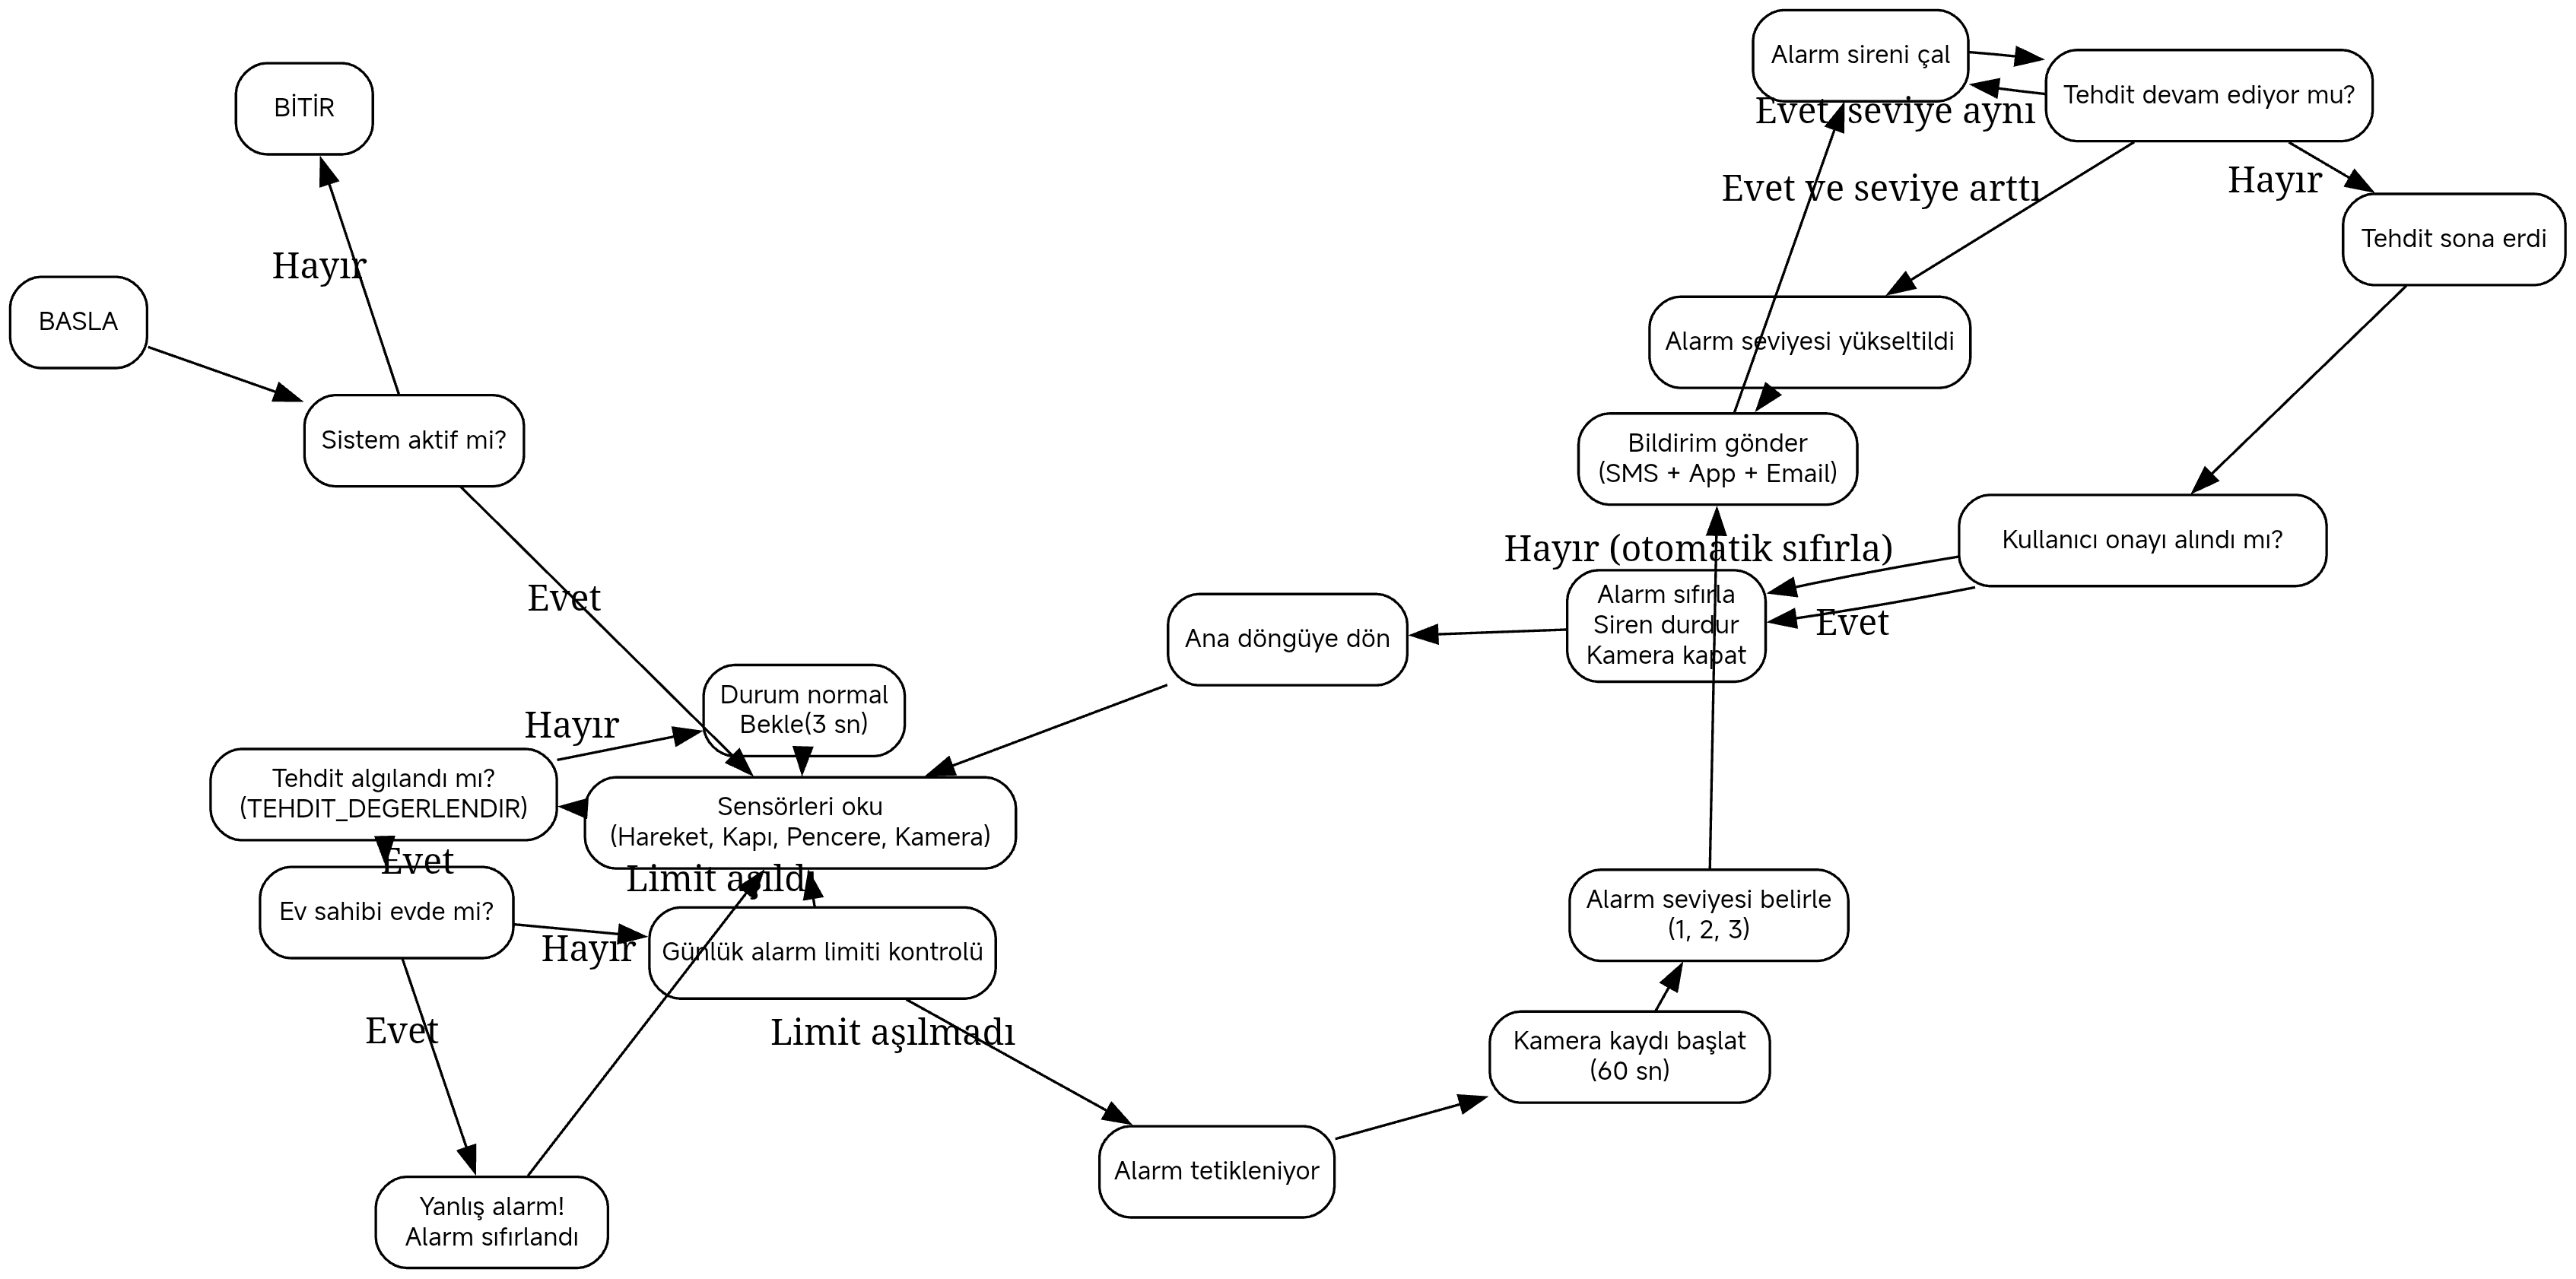 BİTİR
Hayır
BASLA
Sistem aktif mi?
Evet
Durum normal
Bekle(3 sn)
Hayır
Tehdit algılandı mı?
(TEHDIT_DEGERLENDIR)
Sensörleri oku
(Hareket, Kapı, Pencere, Kamera)
Evet
Limit aşıldı
Ev sahibi evde mi?
Hayır
Günlük alarm limiti kontrolü
Evet
Limit aşılmadı
Yanlış alarm!
Alarm sıfırlandı
Alarm tetikleniyor
Kamera kaydı başlat
(60 sn)
Alarm seviyesi belirle
(1, 2, 3)
Alarm sireni çal
Tehdit devam ediyor mu?
Evet seviye aynı
Evet ve seviye arttı
Hayır
Tehdit sona erdi
Alarm seviyesi yükseltildi
Bildirim gönder
(SMS + App + Email)
Kullanıcı onayı alındı mı?
Hayır (otomatik sıfırla)
Evet
Alarm sıfırla
Siren durdur
Kamera kapat
Ana döngüye dön